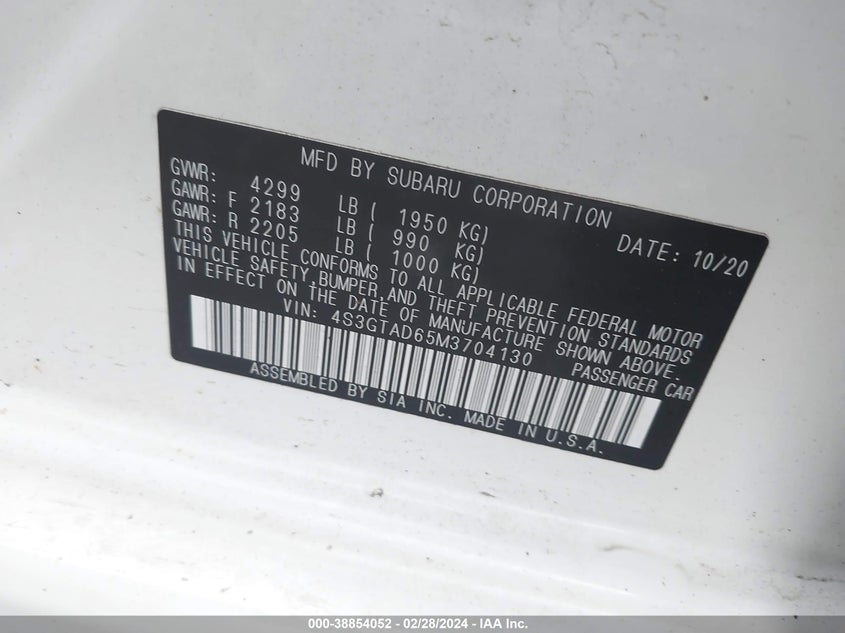 MFD BY SUBARU CORPORATION
GVWR: 4299 LB ( 1950 KG) DATE: 10/20
GAWR: F 2183 LB ( 990 KG)
GAWR: R 2205 LB ( 1000 KG)
THIS VEHICLE CONFORMS TO ALL APPLICABLE FEDERAL MOTOR
VEHICLE SAFETY,BUMPER,AND THEFT PREVENTION STANDARDS
IN EFFECT ON THE DATE OF MANUFACTURE SHOWN ABOVE.
VIN: 4S3GTAD65M3704130 PASSENGER CAR
ASSEMBLED BY SIA INC. MADE IN U.S.A.
000-38854052 - 02/28/2024 - IAA Inc.